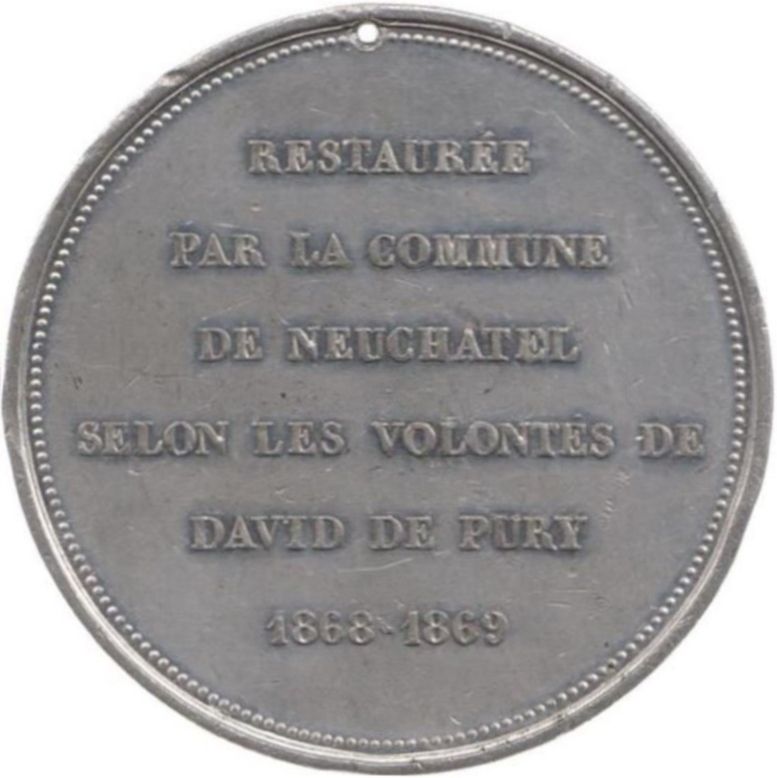 RESTAURÉE
PAR LA COMMUNE
DE NEUCHATEL
SELON LES VOLONTÉS DE
DAVID DE PURY
1868-1869